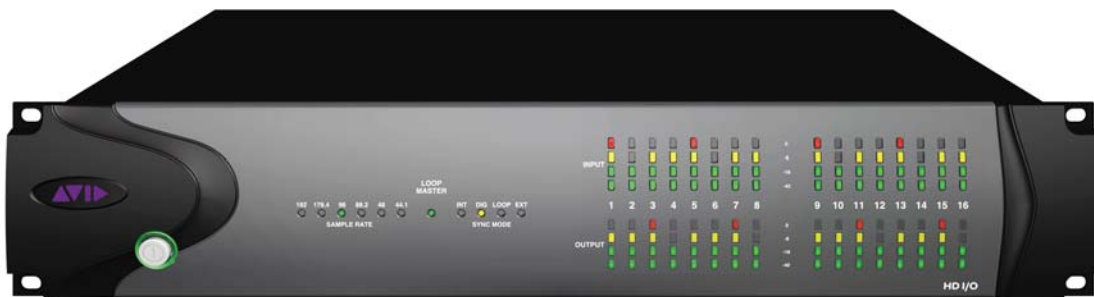 AVID
192 176.4 96 88.2 48 44.1
SAMPLE RATE
LOOP
MASTER
INT DIG LOOP EXT
SYNC MODE
INPUT
1 2 3 4 5 6 7 8
9 10 11 12 13 14 15 16
OUTPUT
HD I/O